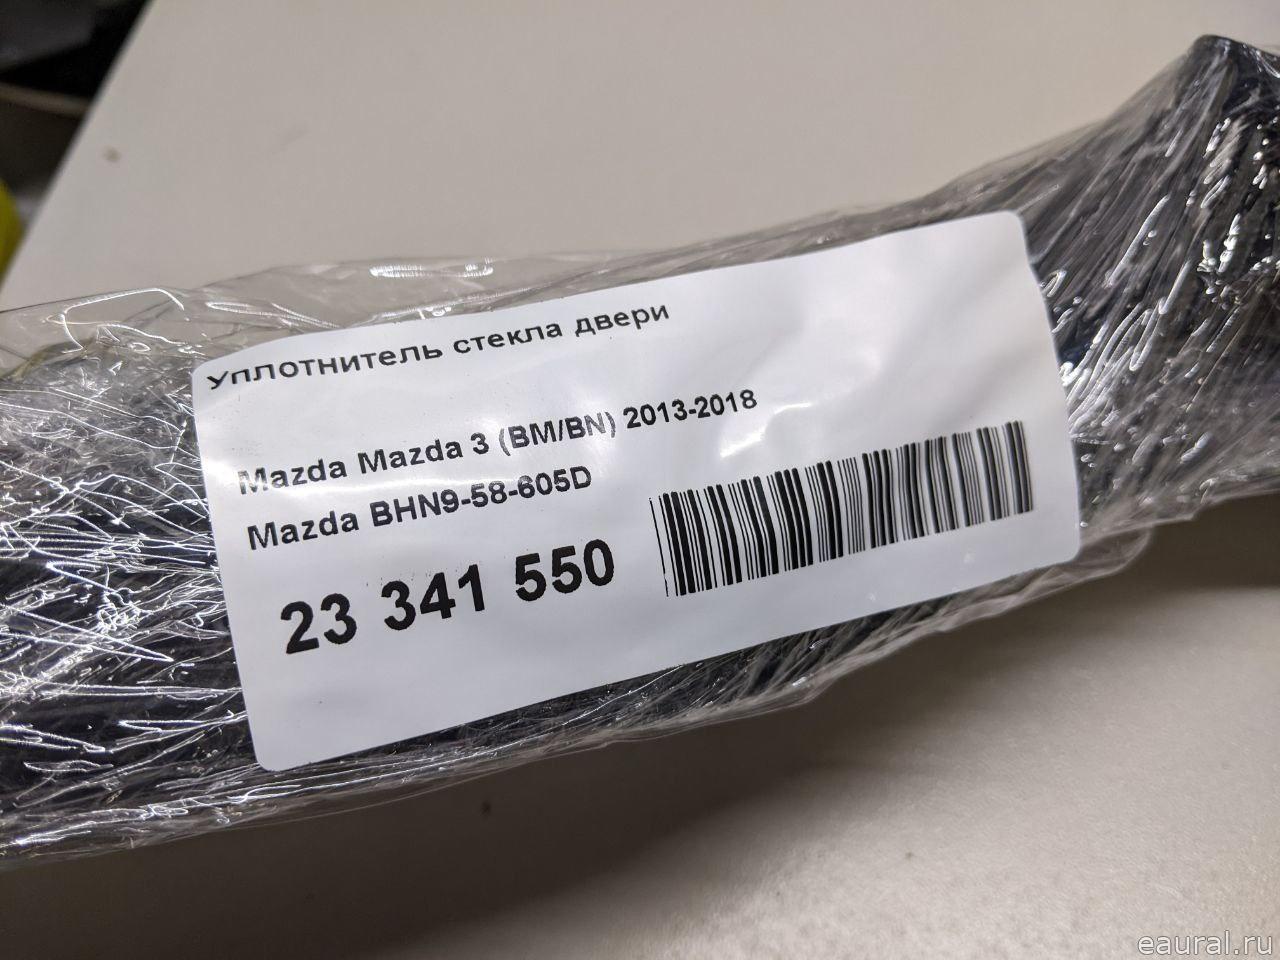 Уплотнитель стекла двери
Mazda Mazda 3 (BM/BN) 2013-2018
Mazda BHN9-58-605D
23 341 550
eaural.ru